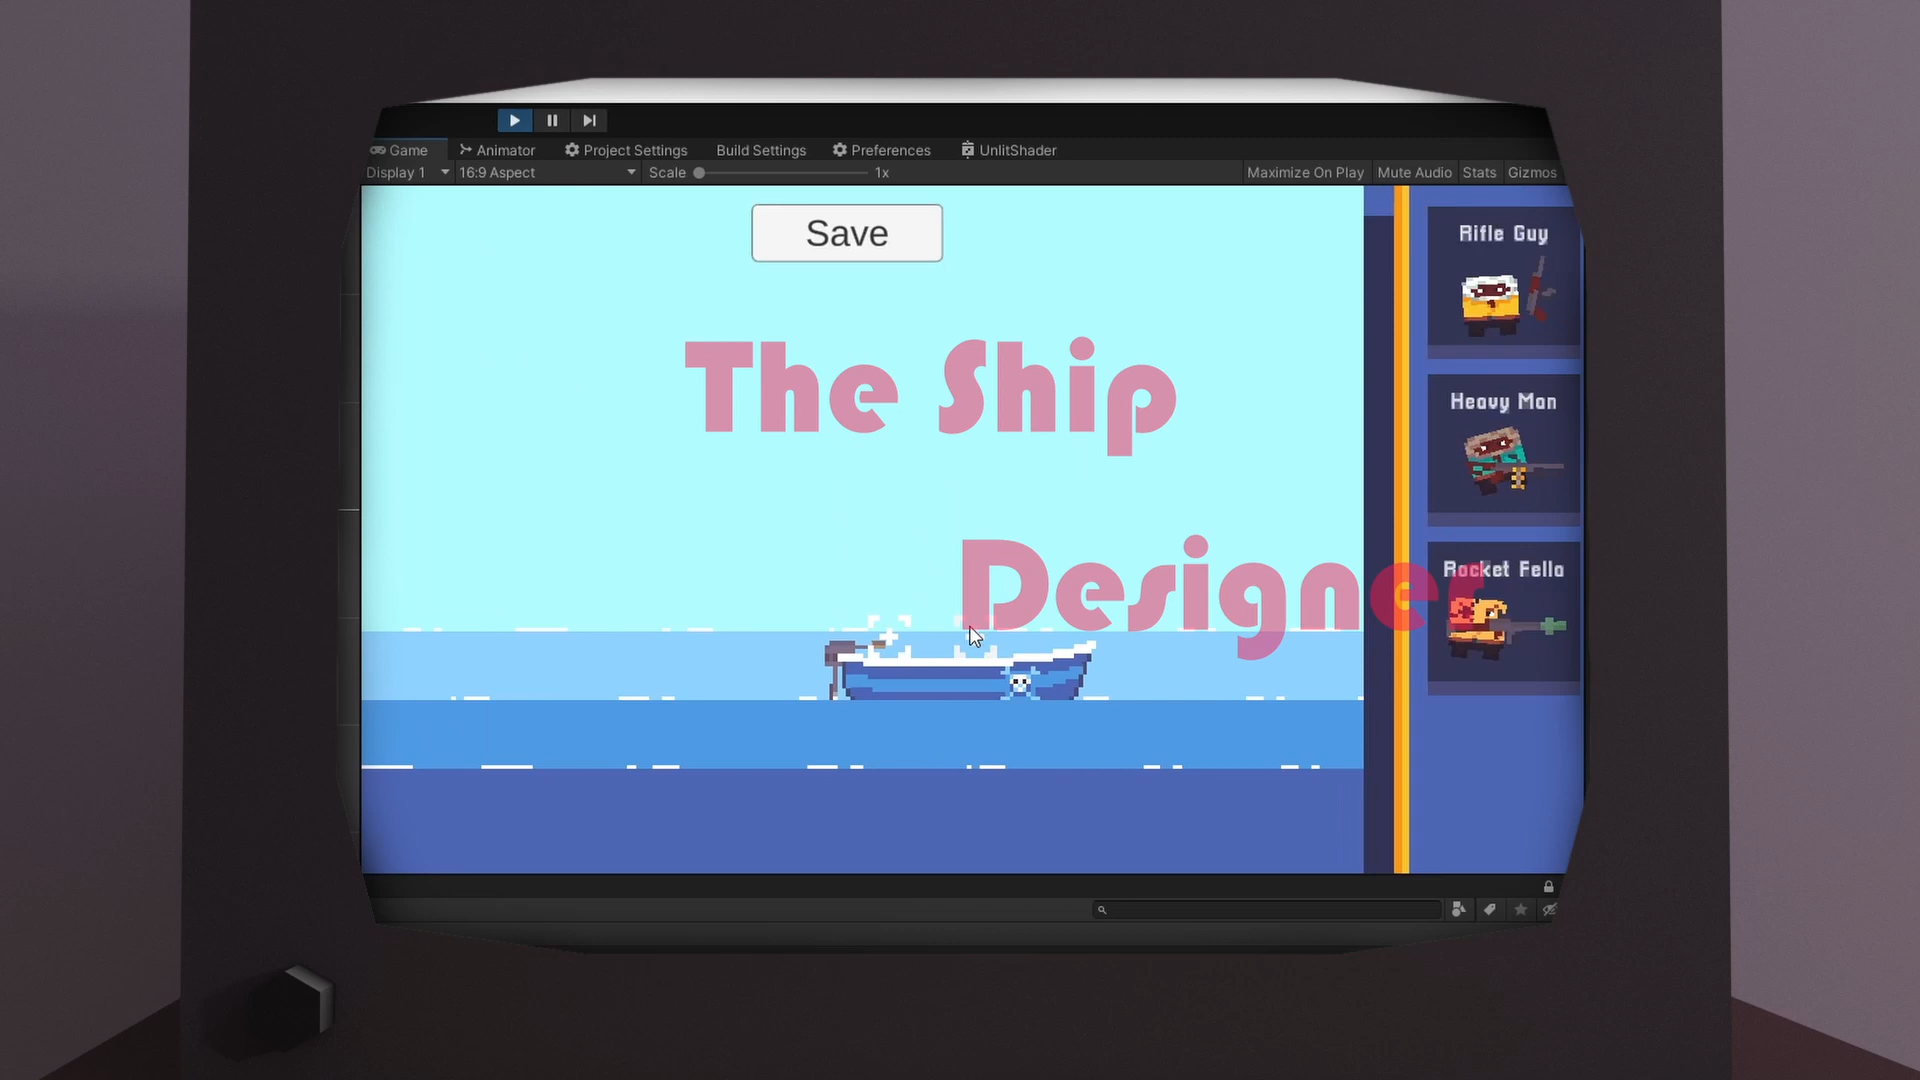 Game
Animator
Project Settings
Build Settings
Preferences
UnlitShader
Display 1
16:9 Aspect
Scale
1x
Maximize On Play
Mute Audio
Stats
Gizmos
Save
The Ship
Designer
Rifle Guy
Heavy Man
Rocket Fella